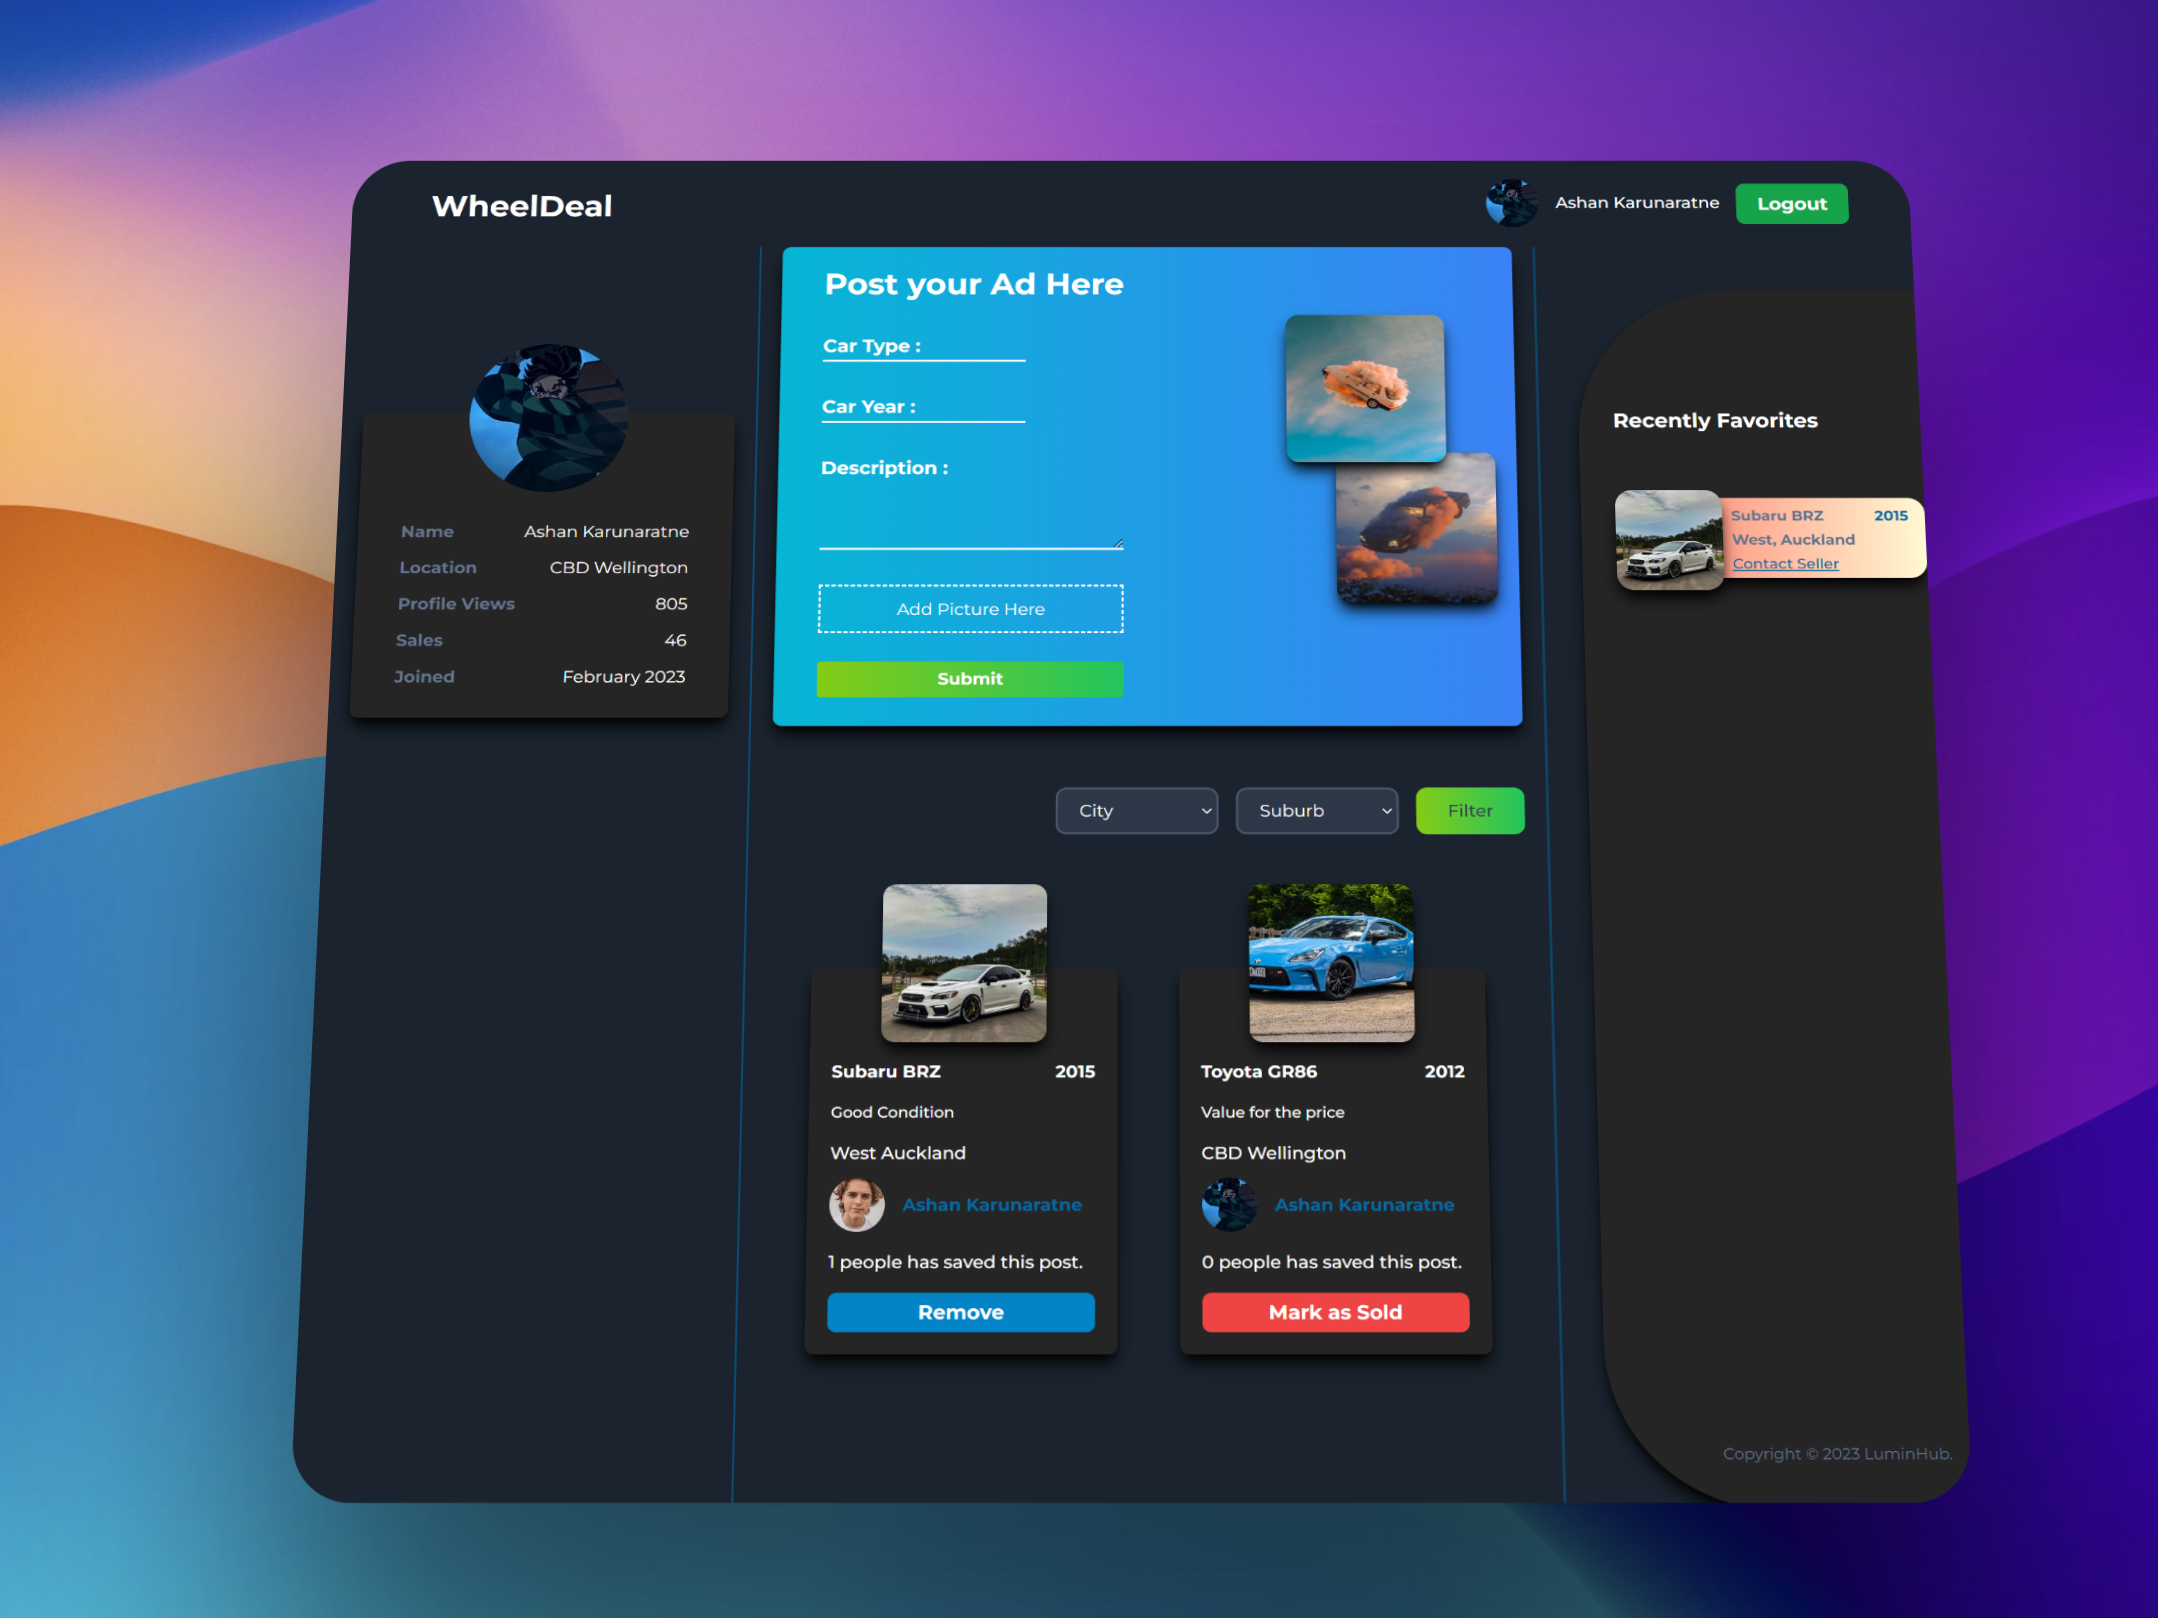 WheelDeal
Ashan Karunaratne
Logout
Name Ashan Karunaratne
Location CBD Wellington
Profile Views 805
Sales 46
Joined February 2023
Post your Ad Here
Car Type :
Car Year :
Description :
Add Picture Here
Submit
City
Suburb
Filter
Subaru BRZ 2015
Good Condition
West Auckland
Ashan Karunaratne
1 people has saved this post.
Remove
Toyota GR86 2012
Value for the price
CBD Wellington
Ashan Karunaratne
0 people has saved this post.
Mark as Sold
Recently Favorites
Subaru BRZ 2015
West, Auckland
Contact Seller
Copyright © 2023 LuminHub.